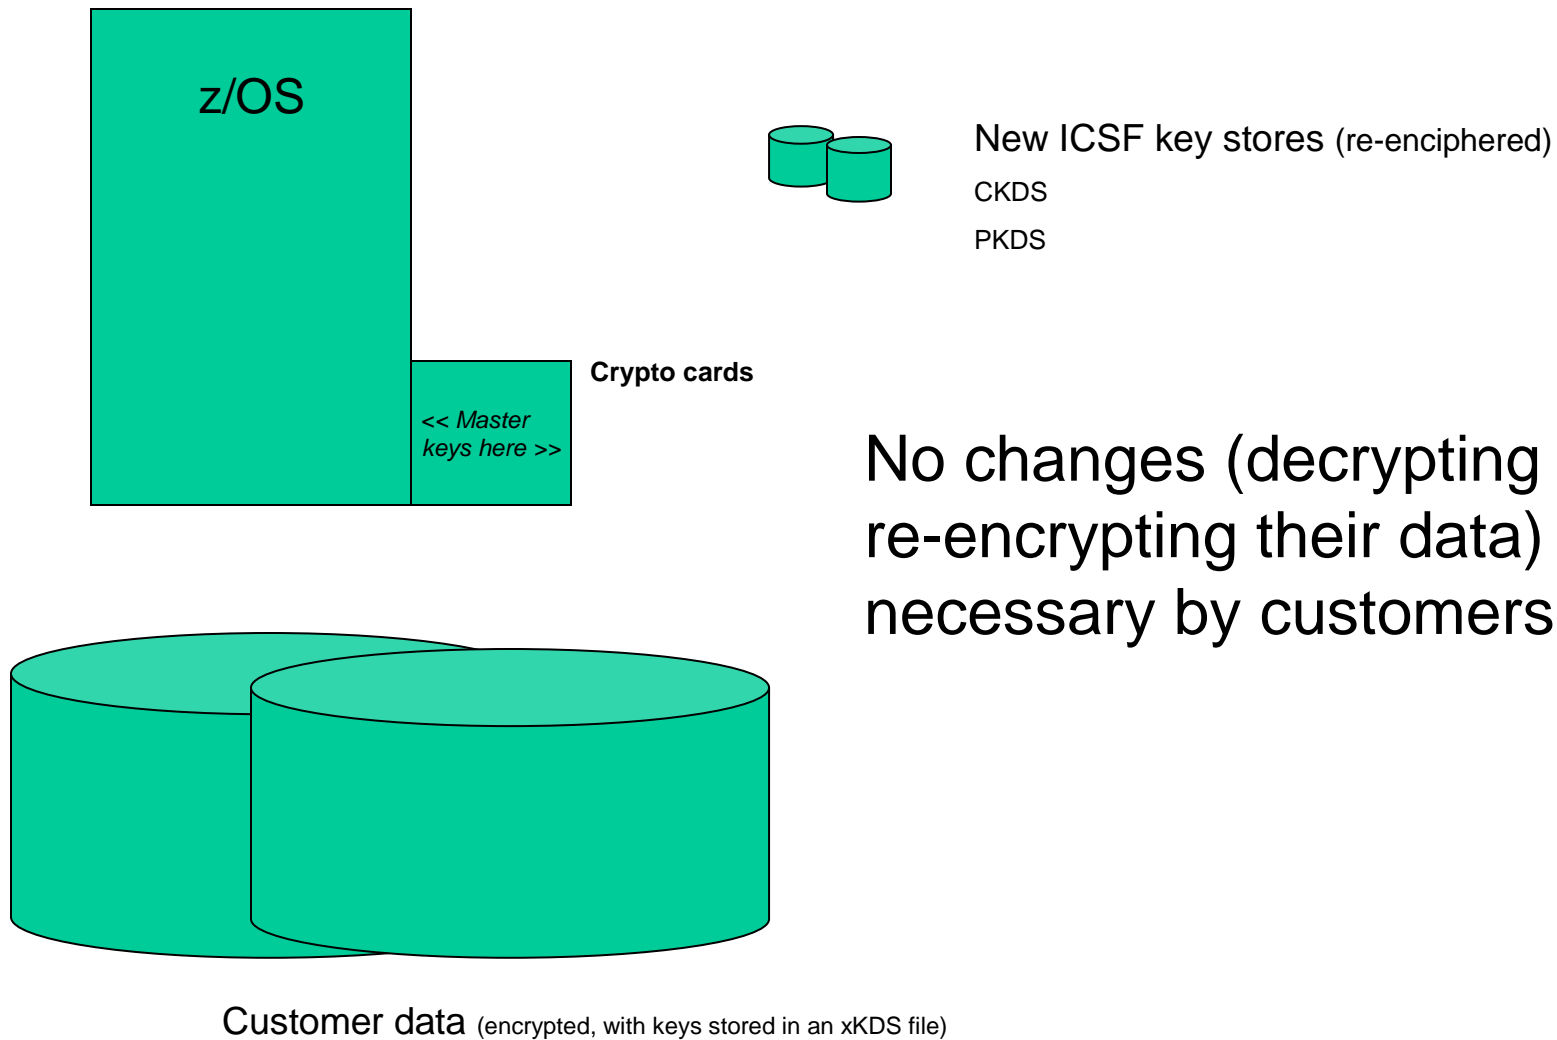 z/OS
New ICSF key stores (re-enciphered)
CKDS
PKDS
Crypto cards
<< Master
keys here >>
No changes (decrypting
re-encrypting their data)
necessary by customers
Customer data (encrypted, with keys stored in an xKDS file)